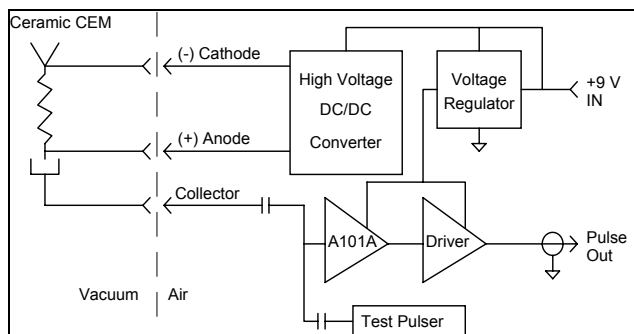 Ceramic CEM
(-) Cathode
High Voltage
DC/DC
Converter
Voltage
Regulator
+9 V
IN
(+) Anode
Collector
A101A
Driver
Pulse
Out
Vacuum
Air
Test Pulser